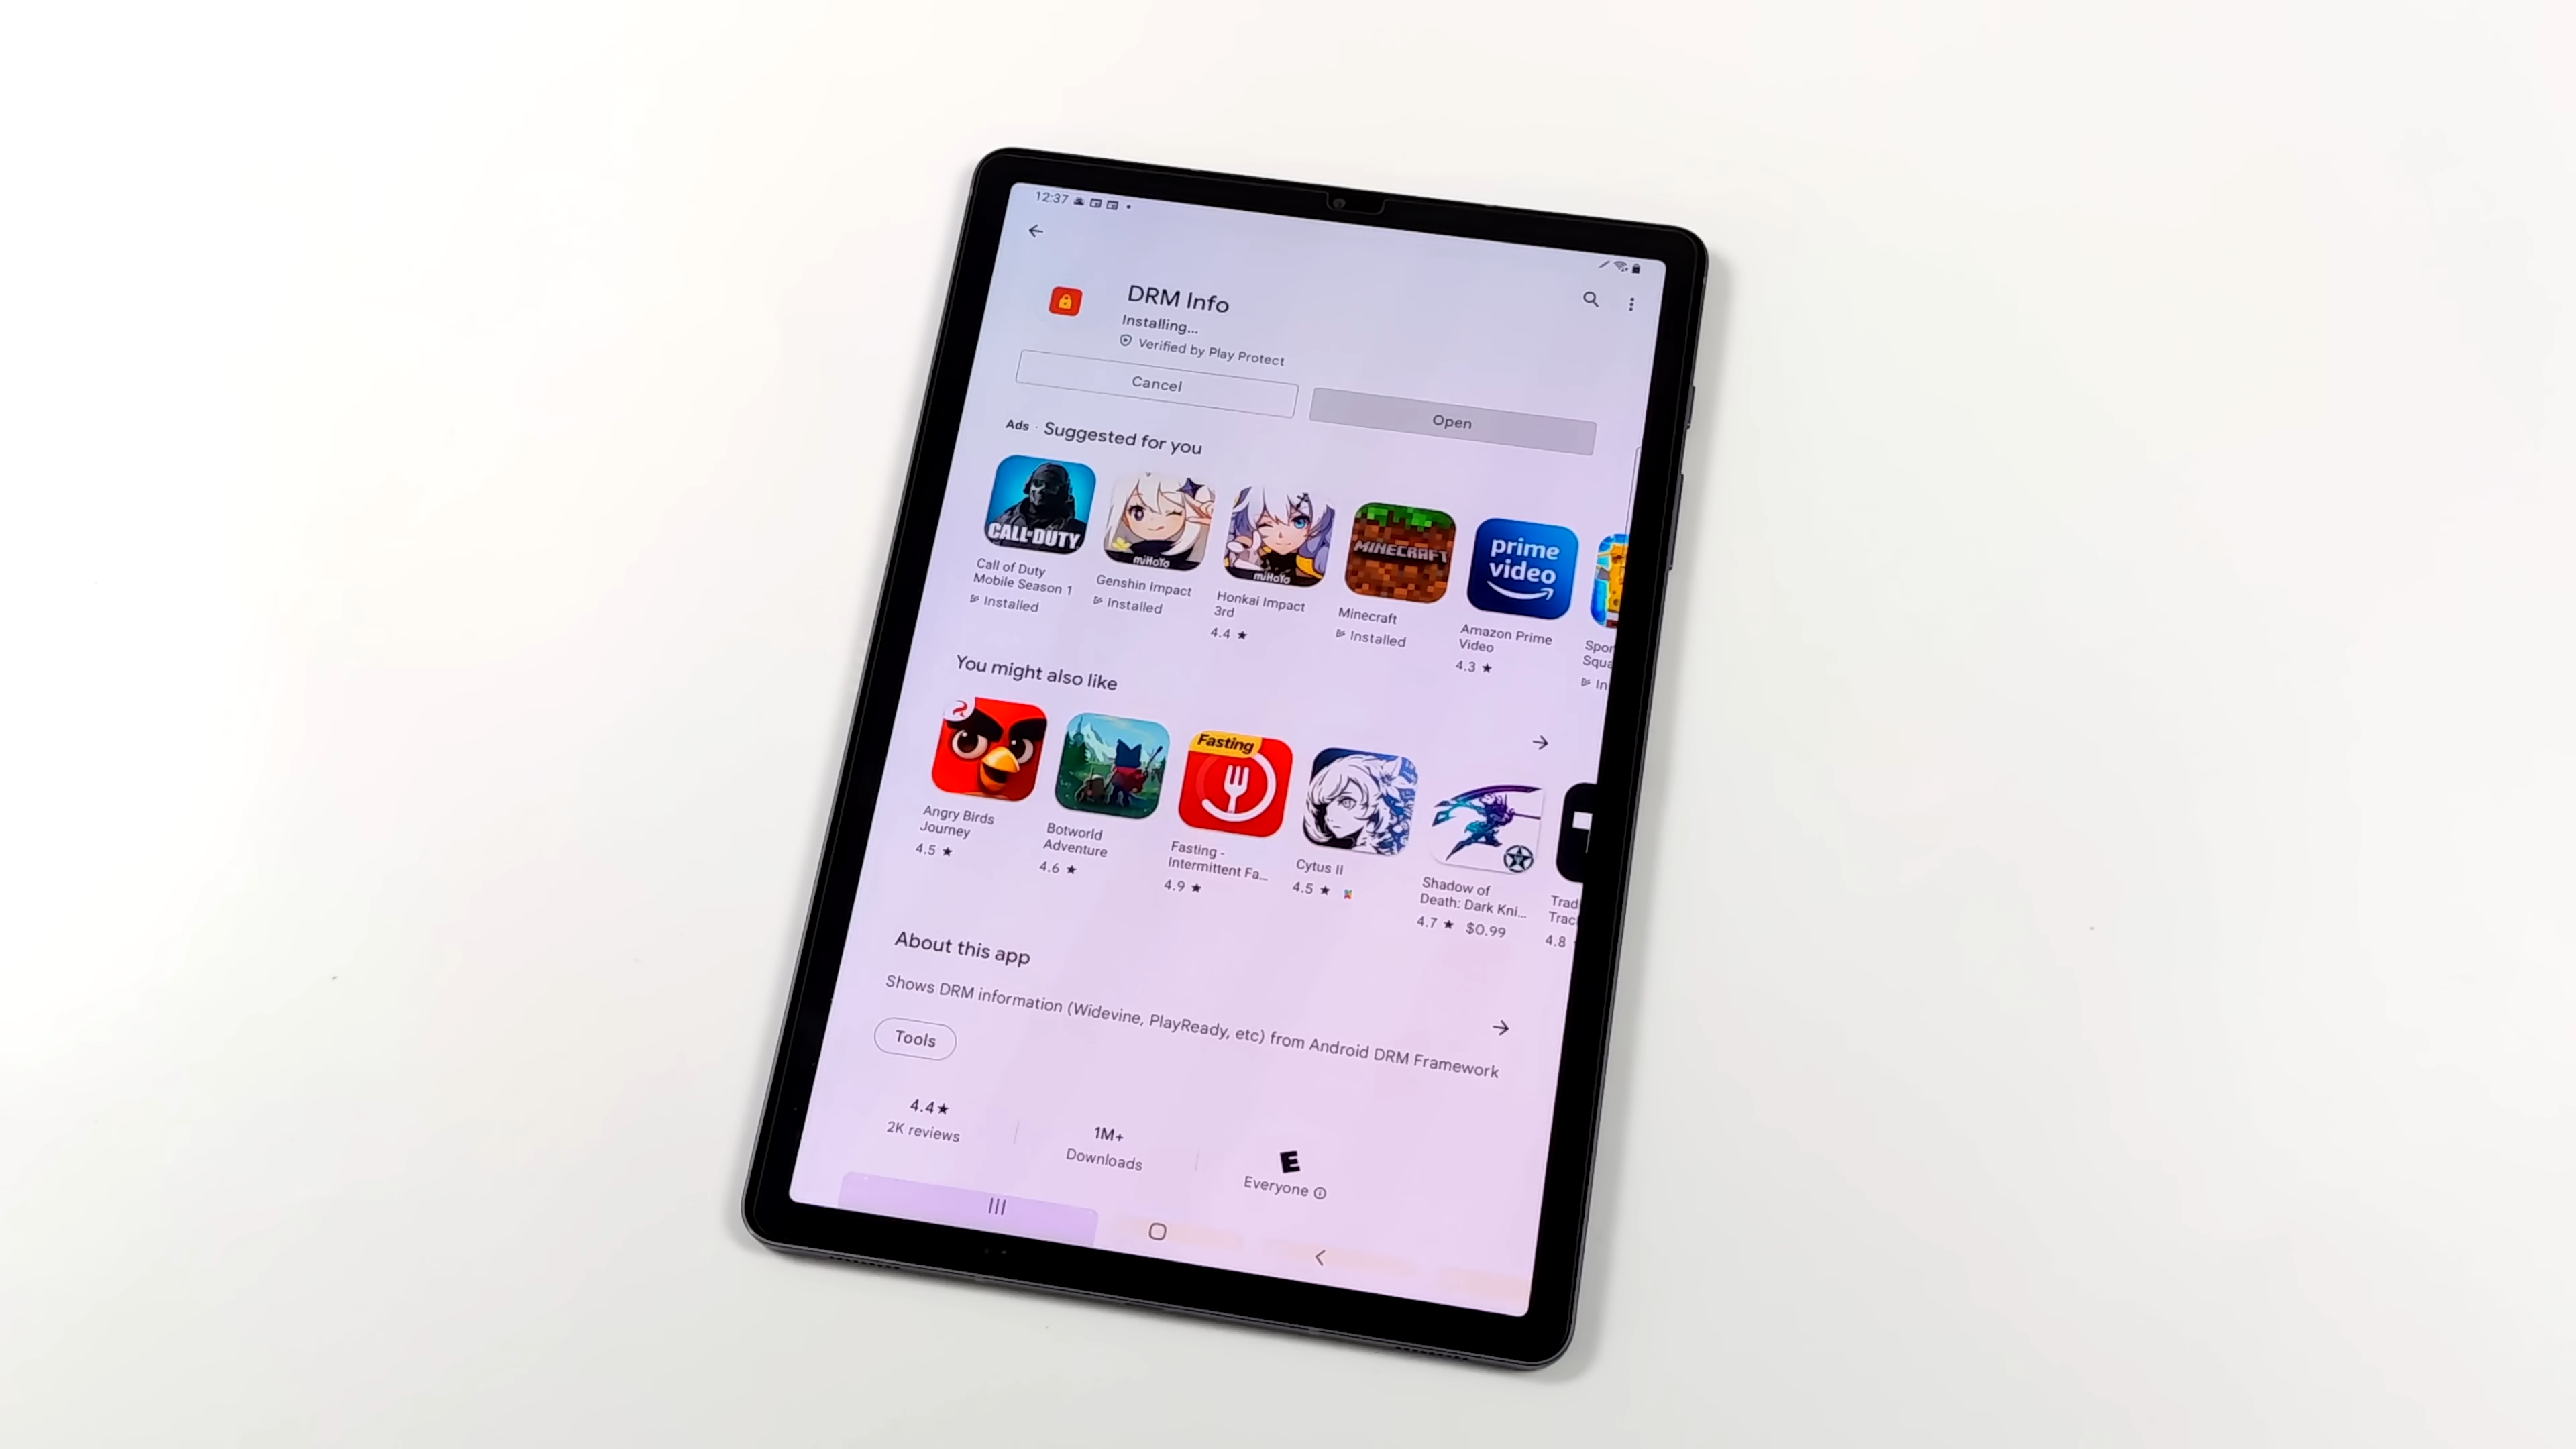 12:37
DRM Info
Installing...
Verified by Play Protect
Cancel
Open
Ads · Suggested for you
CALL OF DUTY
miHoYo
miHoYo
MINECRAFT
prime
video
Call of Duty
Mobile Season 1
Installed
Genshin Impact
Installed
Honkai Impact
3rd
4.4 ★
Minecraft
Installed
Amazon Prime
Video
4.3 ★
Spon
Squa
In
You might also like
Fasting
Angry Birds
Journey
4.5 ★
Botworld
Adventure
4.6 ★
Fasting -
Intermittent Fa...
4.9 ★
Cytus II
4.5 ★
Shadow of
Death: Dark Kni...
4.7 ★ $0.99
Trad
Trac
4.8
About this app
Shows DRM information (Widevine, PlayReady, etc) from Android DRM Framework
Tools
4.4★
2K reviews
1M+
Downloads
E
Everyone